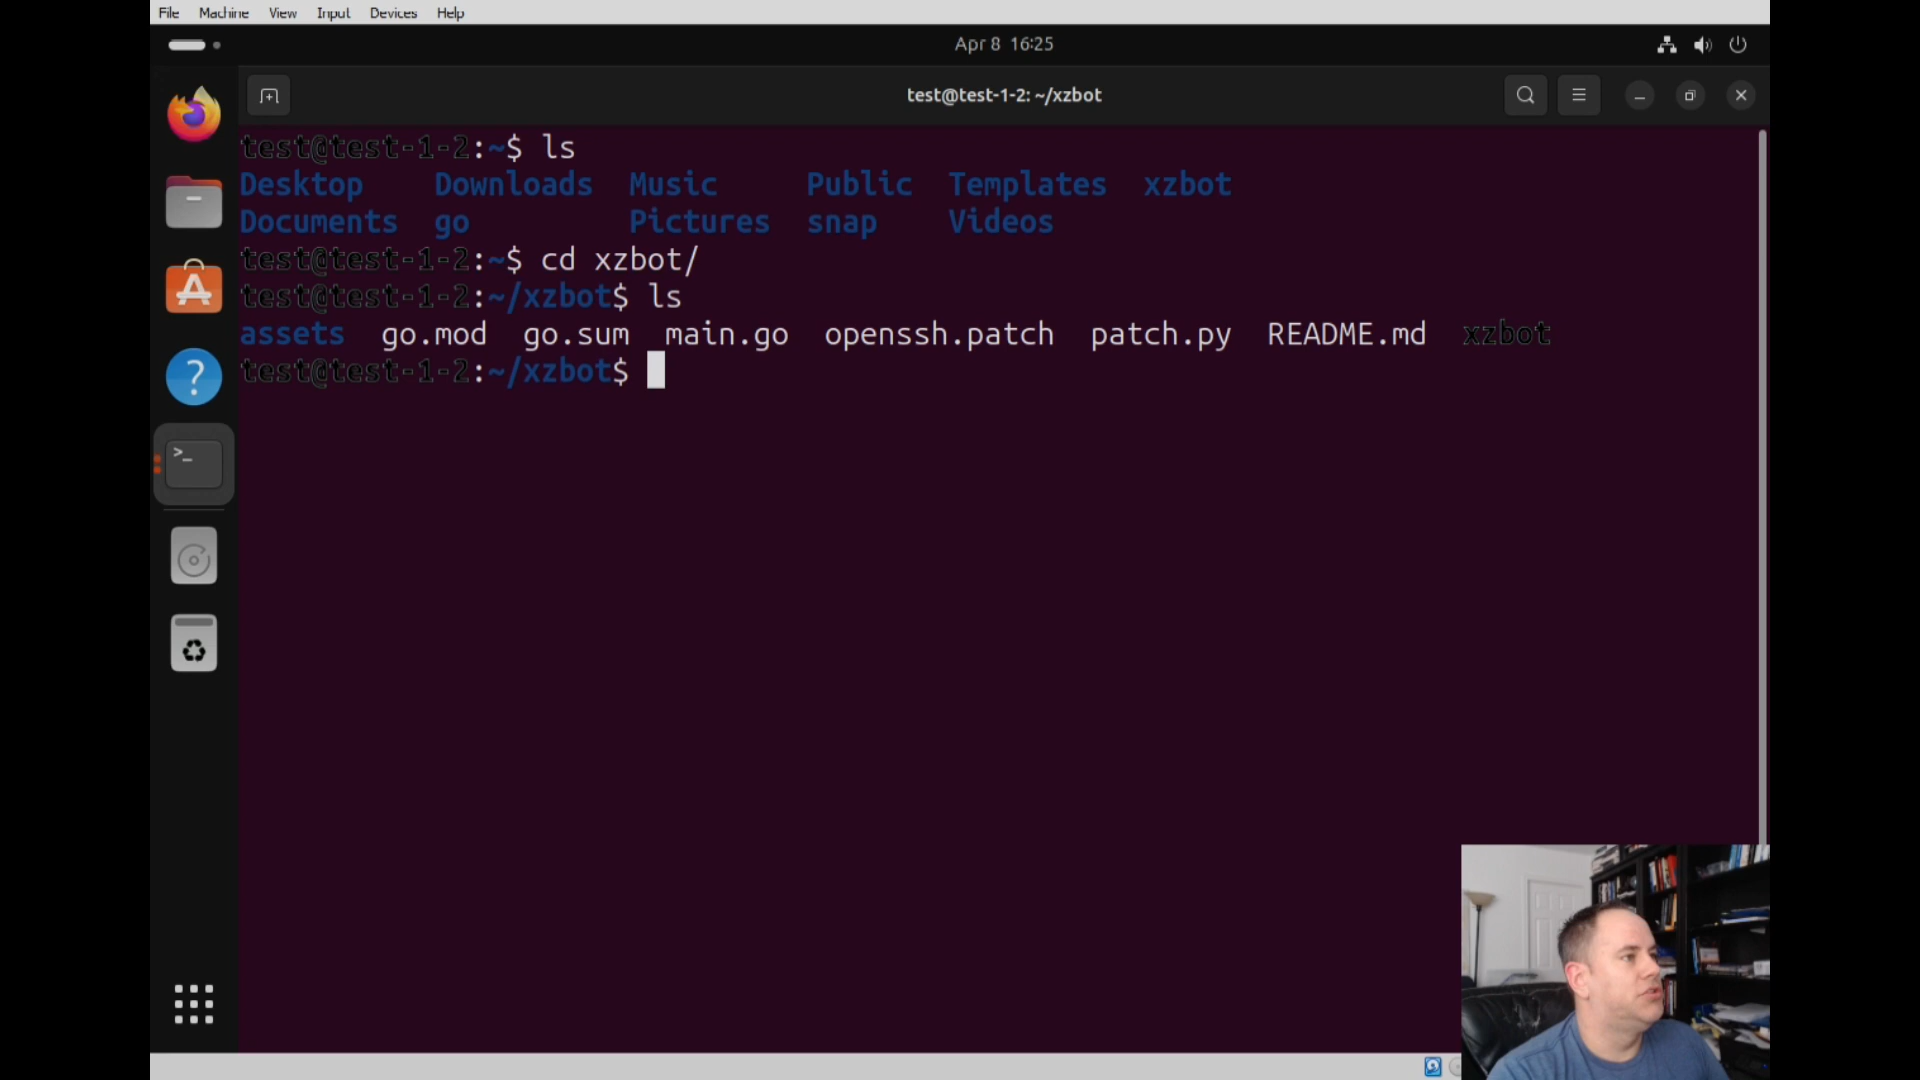 File Machine View Input Devices Help
Apr 8 16:25
test@test-1-2: ~/xzbot
test@test-1-2:~$ ls
Desktop Downloads Music Public Templates xzbot
Documents go Pictures snap Videos
test@test-1-2:~$ cd xzbot/
test@test-1-2:~/xzbot$ ls
assets go.mod go.sum main.go openssh.patch patch.py README.md xzbot
test@test-1-2:~/xzbot$